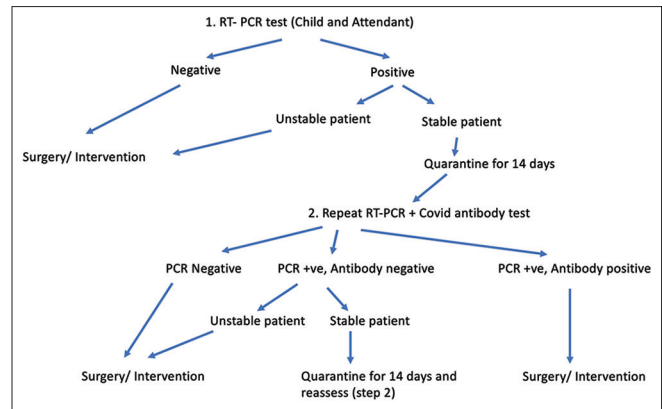 1. RT- PCR test (Child and Attendant)
Negative
Positive
Unstable patient
Stable patient
Surgery/ Intervention
Quarantine for 14 days
2. Repeat RT-PCR + Covid antibody test
PCR Negative
PCR +ve, Antibody negative
PCR +ve, Antibody positive
Unstable patient
Stable patient
Surgery/ Intervention
Quarantine for 14 days and
reassess (step 2)
Surgery/ Intervention